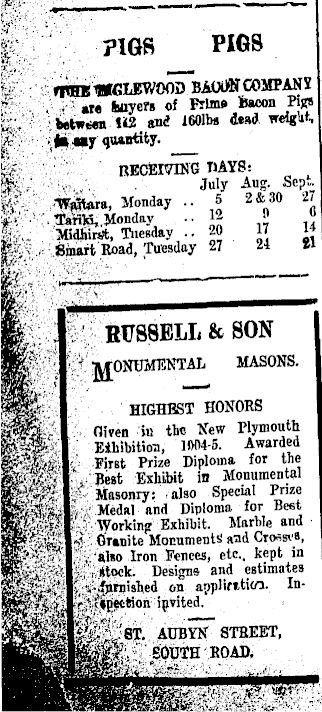 PIGS PIGS
THE INGLEWOOD BACON COMPANY
are buyers of Prime Bacon Pigs
between 142 and 160lbs dead weight,
in any quantity.
RECEIVING DAYS:
July Aug. Sept.
Waitara, Monday .. 5 2 & 30 27
Tariki, Monday .. 12 9 6
Midhirst, Tuesday .. 20 17 14
Smart Road, Tuesday 27 24 21
RUSSELL & SON
MONUMENTAL MASONS.
HIGHEST HONORS
Given in the New Plymouth
Exhibition, 1904-5. Awarded
First Prize Diploma for the
Best Exhibit in Monumental
Masonry: also Special Prize
Medal and Diploma for Best
Working Exhibit. Marble and
Granite Monuments and Crosses,
also Iron Fences, etc., kept in
stock. Designs and estimates
furnished on application. In-
spection invited.
ST. AUBYN STREET,
SOUTH ROAD.